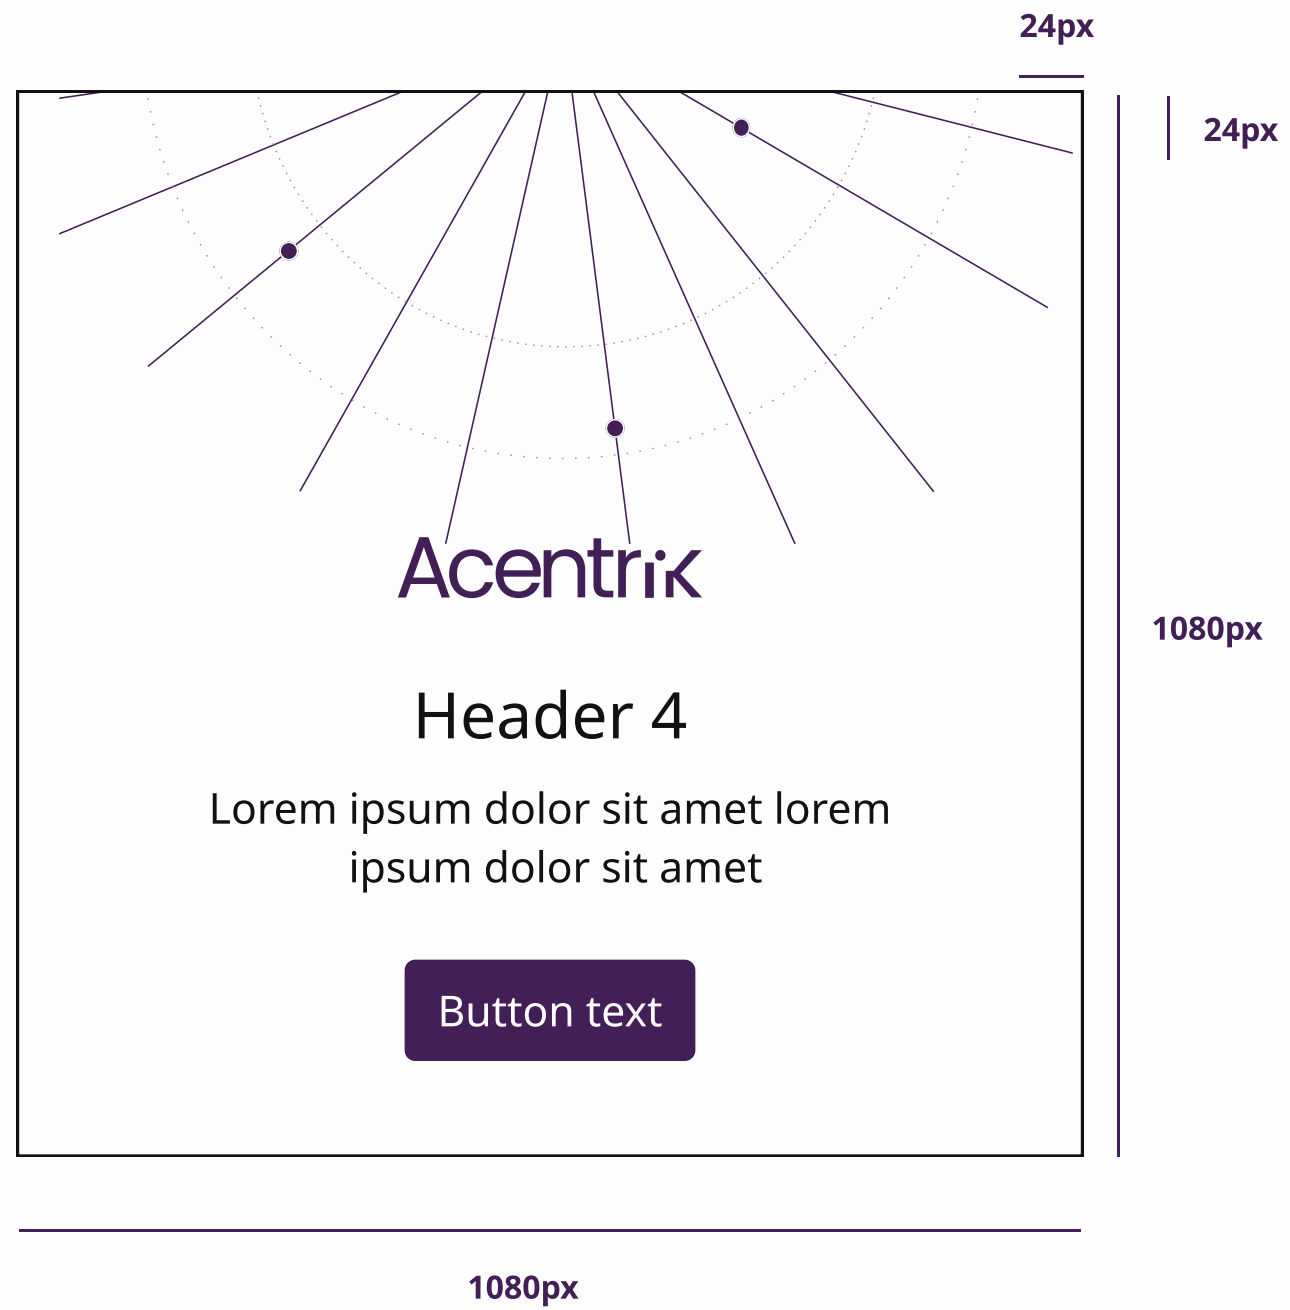 24px
24px
Acentrik
1080px
Header 4
Lorem ipsum dolor sit amet lorem
ipsum dolor sit amet
Button text
1080px